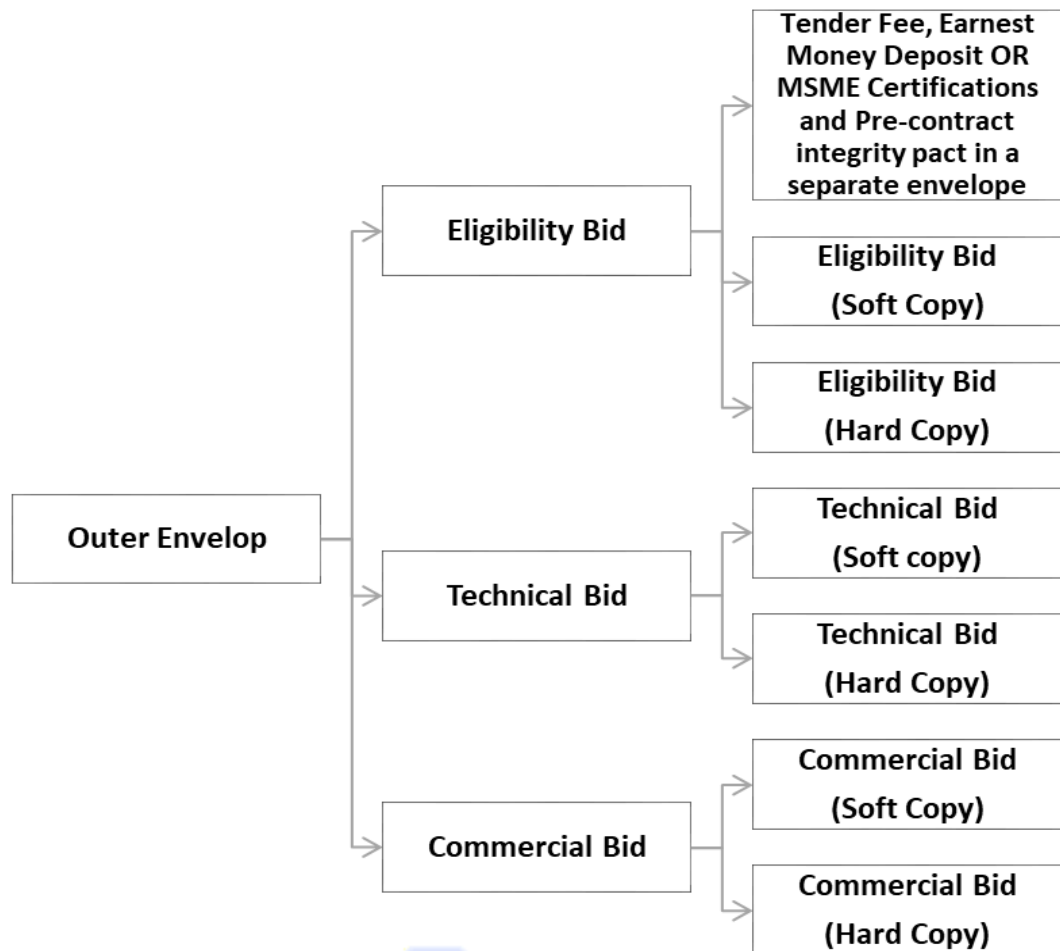 Tender Fee, Earnest
Money Deposit OR
MSME Certifications
and Pre-contract
integrity pact in a
separate envelope
Eligibility Bid
Eligibility Bid
(Soft Copy)
Eligibility Bid
(Hard Copy)
Outer Envelop
Technical Bid
(Soft copy)
Technical Bid
Technical Bid
(Hard Copy)
Commercial Bid
(Soft Copy)
Commercial Bid
Commercial Bid
(Hard Copy)